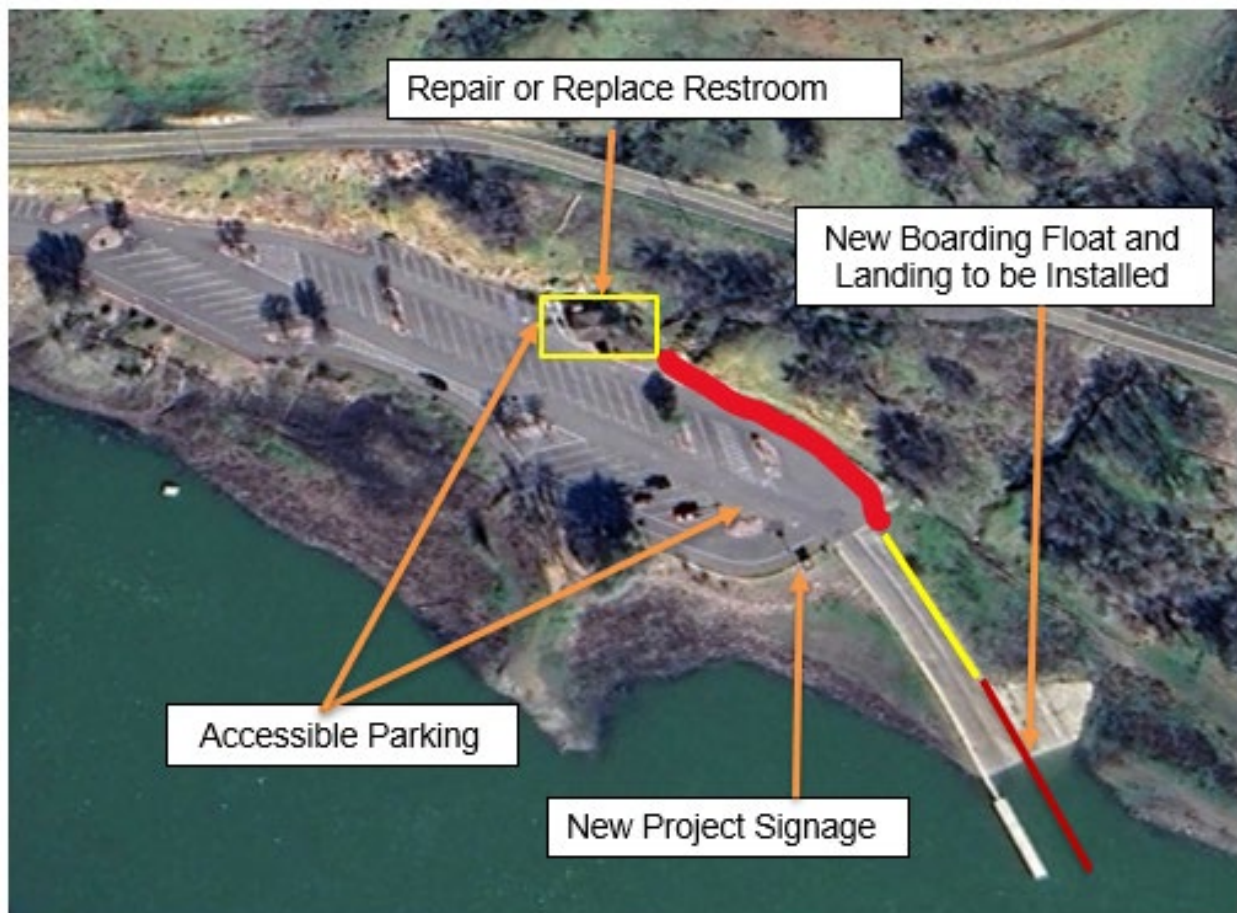 Repair or Replace Restroom
New Boarding Float and
Landing to be Installed
Accessible Parking
New Project Signage